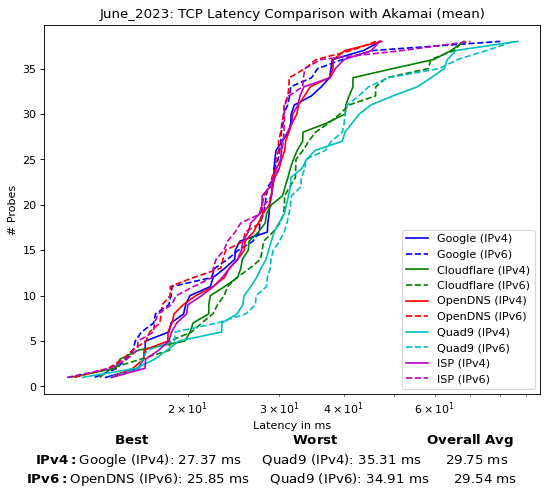 June_2023: TCP Latency Comparison with Akamai (mean)
# Probes
35
30
25
20
15
10
5
0
Google (IPv4)
Google (IPv6)
Cloudflare (IPv4)
Cloudflare (IPv6)
OpenDNS (IPv4)
OpenDNS (IPv6)
Quad9 (IPv4)
Quad9 (IPv6)
ISP (IPv4)
ISP (IPv6)
2 × 10¹ 3 × 10¹ 4 × 10¹ 6 × 10¹
Latency in ms
Best Worst Overall Avg
IPv4: Google (IPv4): 27.37 ms Quad9 (IPv4): 35.31 ms 29.75 ms
IPv6: OpenDNS (IPv6): 25.85 ms Quad9 (IPv6): 34.91 ms 29.54 ms